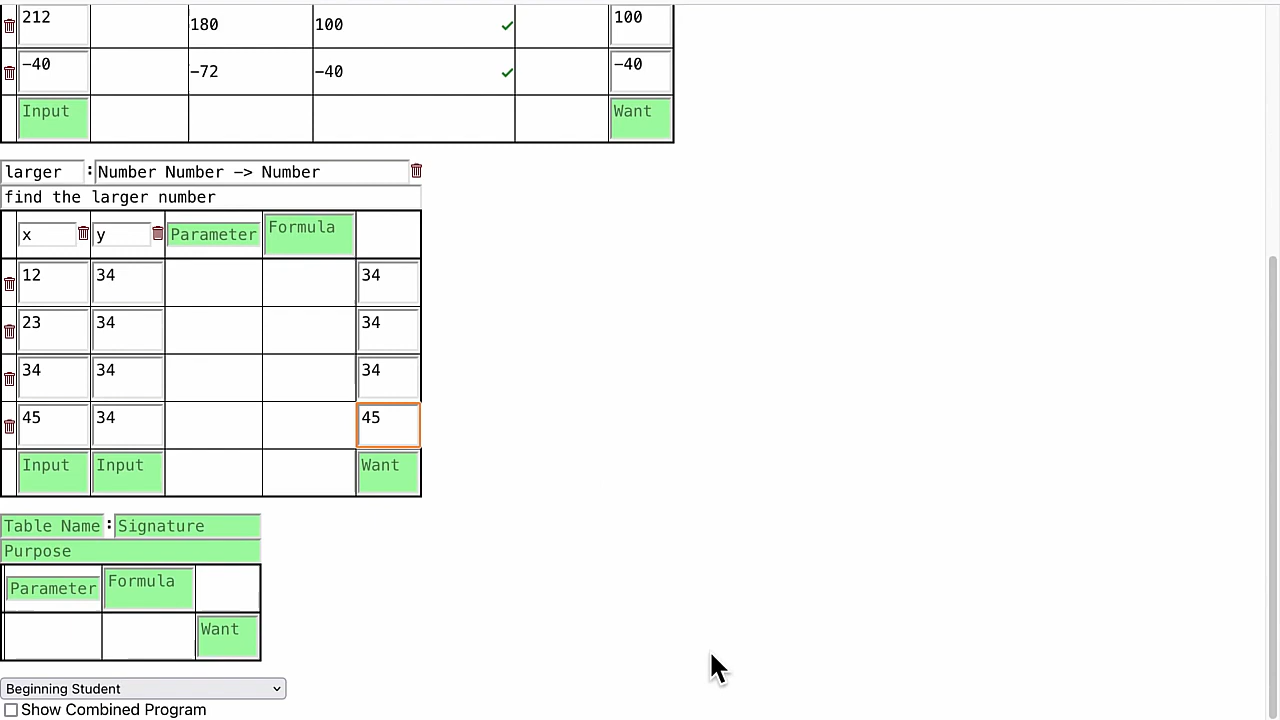 212 180 100 ✓ 100
−40 −72 −40 ✓ −40
Input Want
larger : Number Number −> Number
find the larger number
x y Parameter Formula
12 34 34
23 34 34
34 34 34
45 34 45
Input Input Want
Table Name : Signature
Purpose
Parameter Formula
Want
Beginning Student
Show Combined Program